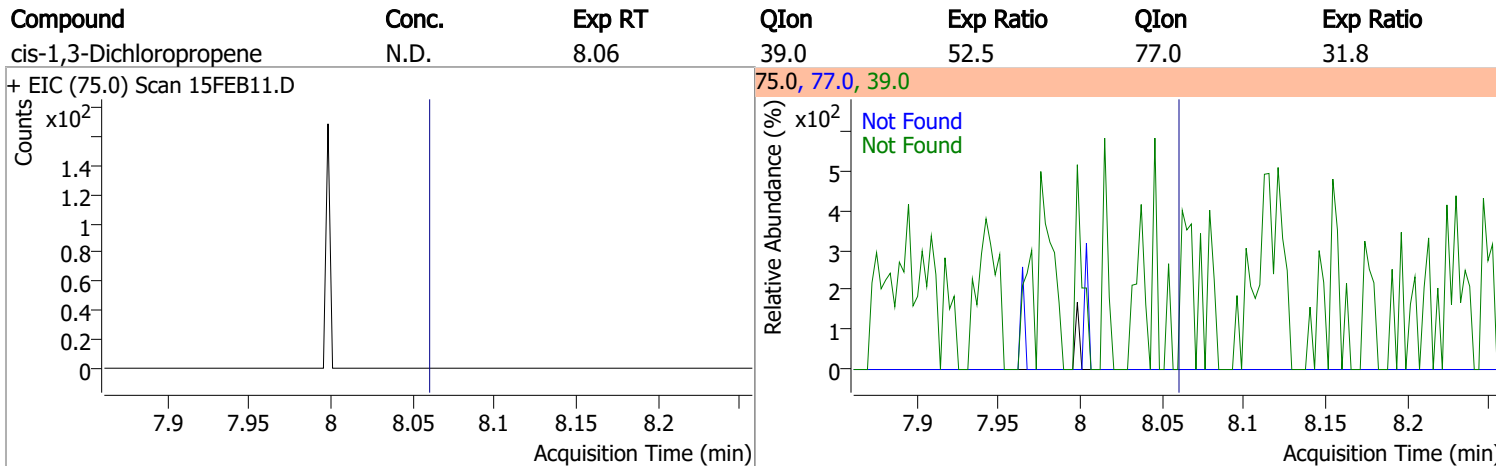 Compound Conc. Exp RT QIon Exp Ratio QIon Exp Ratio
cis-1,3-Dichloropropene N.D. 8.06 39.0 52.5 77.0 31.8
+ EIC (75.0) Scan 15FEB11.D
Counts
x10²
1.4
1.2
1
0.8
0.6
0.4
0.2
0
7.9 7.95 8 8.05 8.1 8.15 8.2
Acquisition Time (min)
75.0, 77.0, 39.0
Relative Abundance (%)
x10²
Not Found
Not Found
5
4
3
2
1
0
7.9 7.95 8 8.05 8.1 8.15 8.2
Acquisition Time (min)